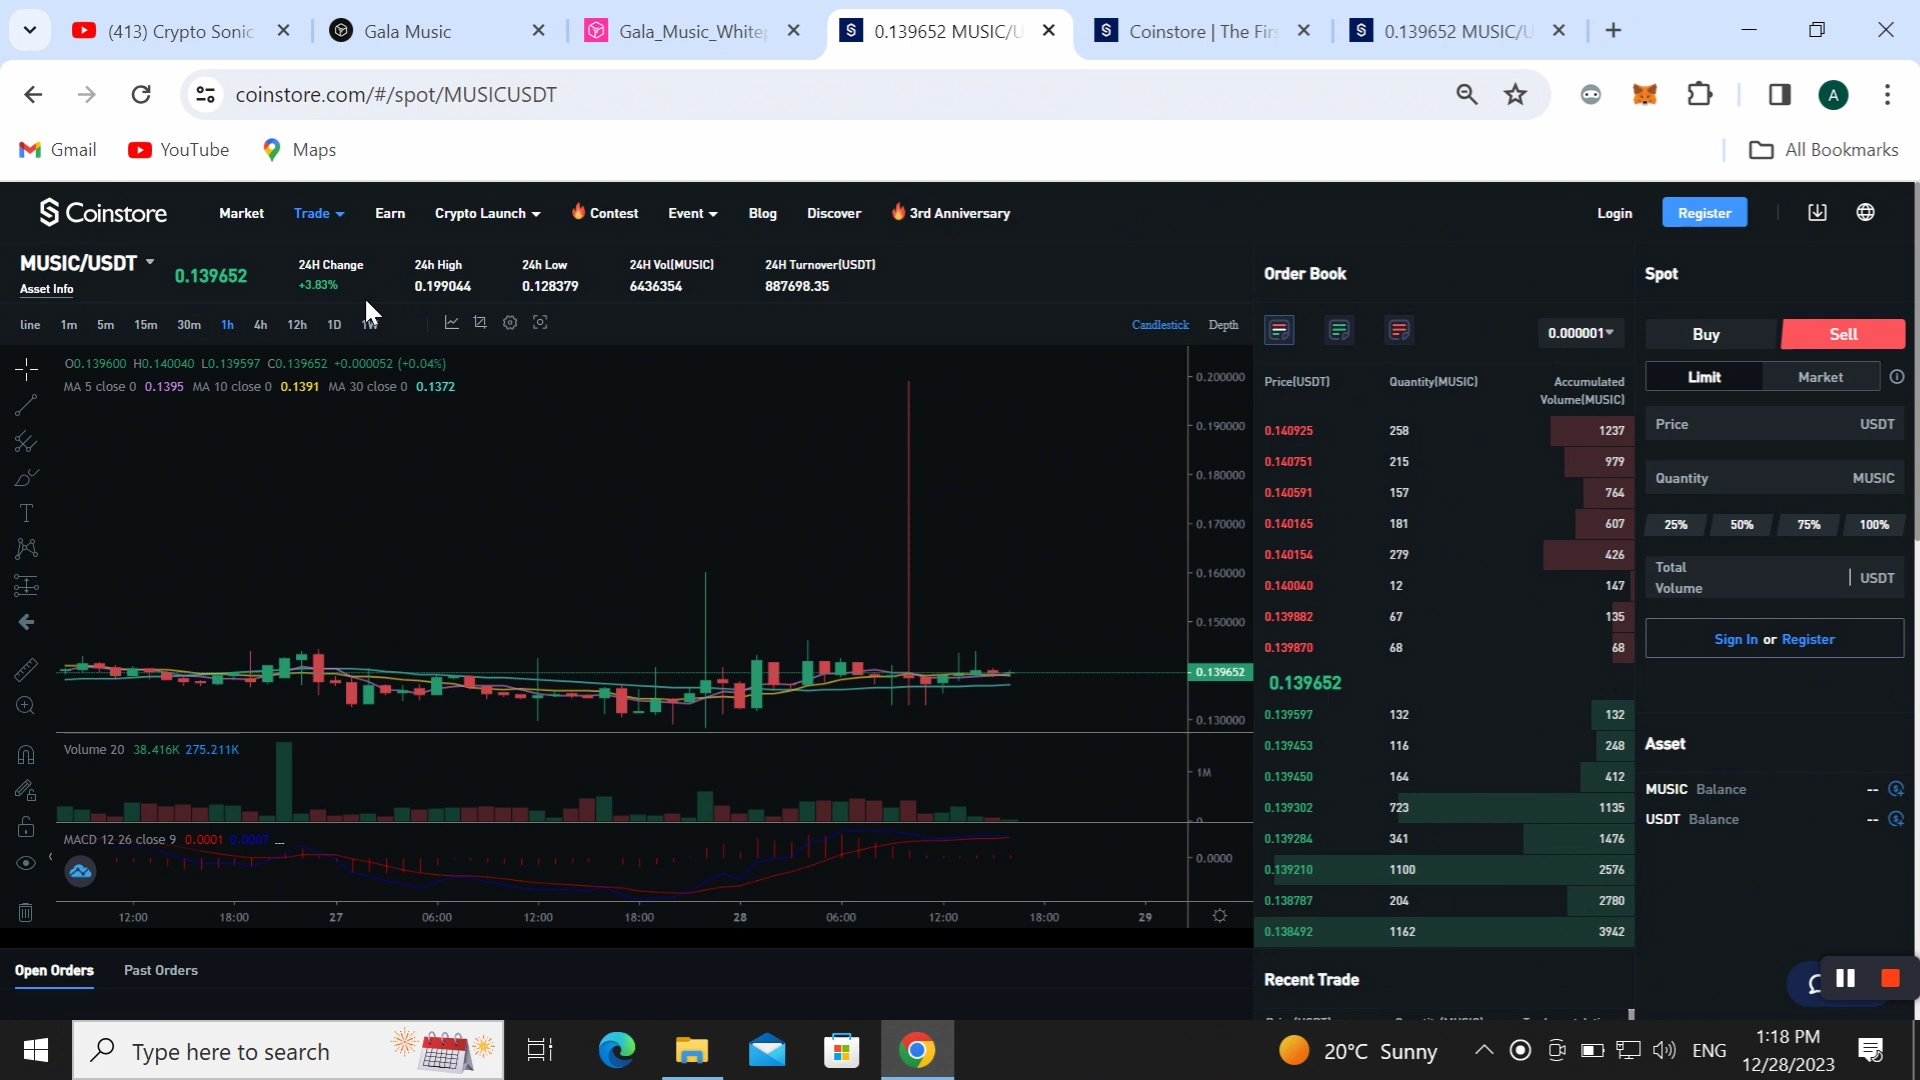 (413) Crypto Sonic
Gala Music
Gala_Music_White
0.139652 MUSIC/U
Coinstore | The Firs
0.139652 MUSIC/U
coinstore.com/#/spot/MUSICUSDT
A
Gmail
YouTube
Maps
All Bookmarks
Coinstore
Market
Trade
Earn
Crypto Launch
Contest
Event
Blog
Discover
3rd Anniversary
Login
Register
MUSIC/USDT
Asset Info
0.139652
24H Change
+3.83%
24h High
0.199044
24h Low
0.128379
24H Vol(MUSIC)
6436354
24H Turnover(USDT)
887698.35
line 1m 5m 15m 30m 1h 4h 12h 1D 1W
Candlestick Depth
O0.139600 H0.140040 L0.139597 C0.139652 +0.000052 (+0.04%)
MA 5 close 0 0.1395 MA 10 close 0 0.1391 MA 30 close 0 0.1372
0.200000
0.190000
0.180000
0.170000
0.160000
0.150000
0.139652
0.130000
Volume 20 38.416K 275.211K
1M
0
MACD 12 26 close 9 0.0001 0.0007
0.0000
12:00 18:00 27 06:00 12:00 18:00 28 06:00 12:00 18:00 29
Open Orders Past Orders
Order Book
0.000001
Price(USDT) Quantity(MUSIC) Accumulated
Volume(MUSIC)
0.140925 258 1237
0.140751 215 979
0.140591 157 764
0.140165 181 607
0.140154 279 426
0.140040 12 147
0.139882 67 135
0.139870 68 68
0.139652
0.139597 132 132
0.139453 116 248
0.139450 164 412
0.139302 723 1135
0.139284 341 1476
0.139210 1100 2576
0.138787 204 2780
0.138492 1162 3942
Recent Trade
Spot
Buy Sell
Limit Market
Price USDT
Quantity MUSIC
25% 50% 75% 100%
Total
Volume USDT
Sign In or Register
Asset
MUSIC Balance --
USDT Balance --
Type here to search
20°C Sunny
ENG
1:18 PM
12/28/2023